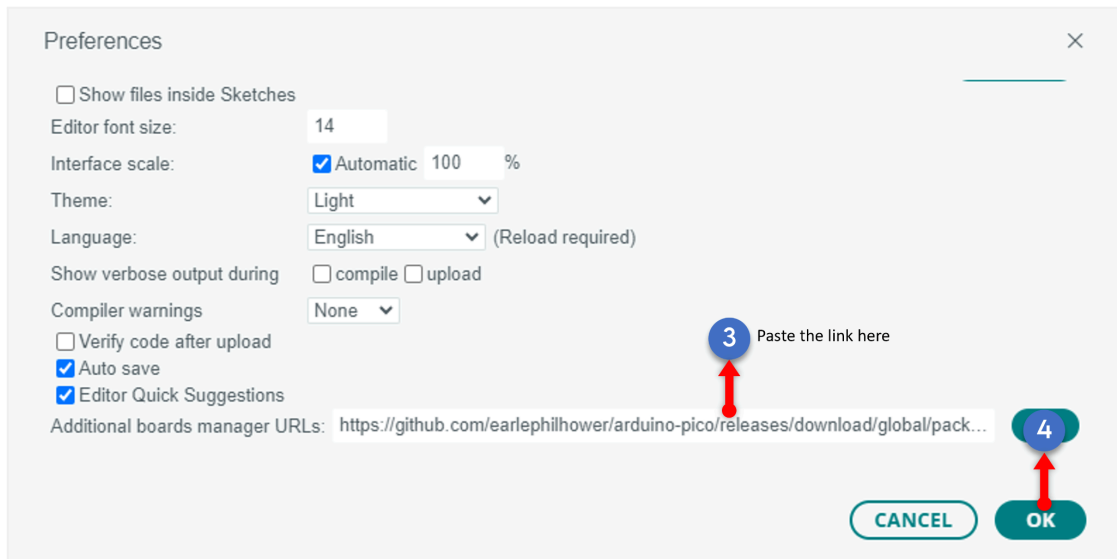 Preferences
Show files inside Sketches
Editor font size: 14
Interface scale: Automatic 100 %
Theme: Light
Language: English (Reload required)
Show verbose output during compile upload
Compiler warnings None
Verify code after upload
3 Paste the link here
Auto save
Editor Quick Suggestions
Additional boards manager URLs: https://github.com/earlephilhower/arduino-pico/releases/download/global/pack...
4
CANCEL OK